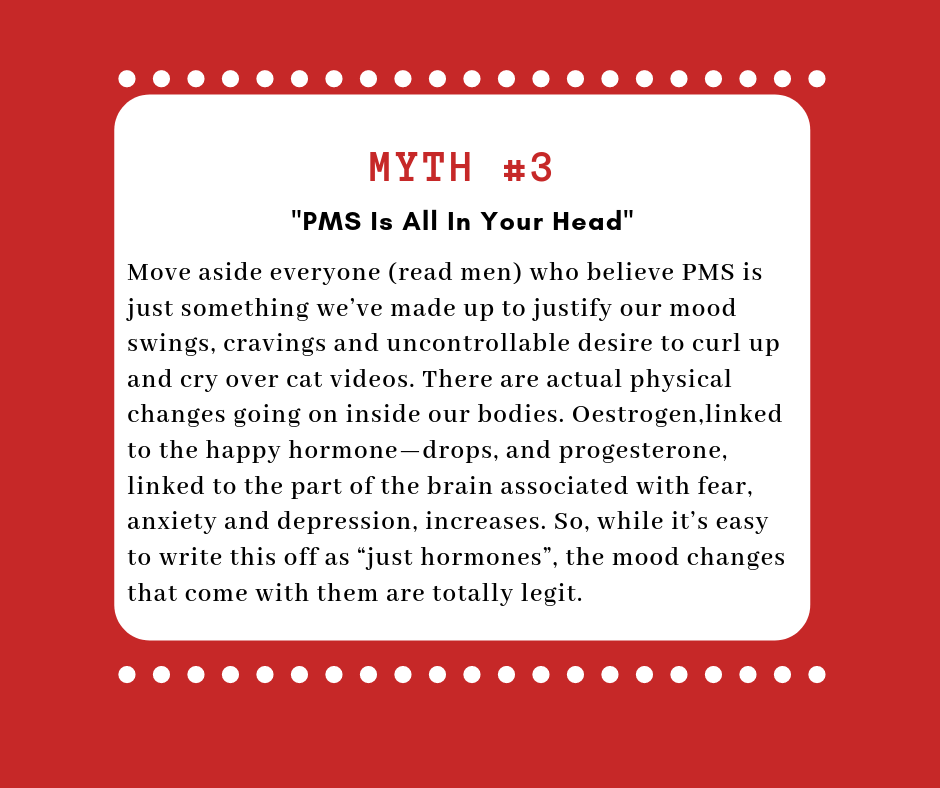 MYTH #3
"PMS Is All In Your Head"
Move aside everyone (read men) who believe PMS is
just something we’ve made up to justify our mood
swings, cravings and uncontrollable desire to curl up
and cry over cat videos. There are actual physical
changes going on inside our bodies. Oestrogen,linked
to the happy hormone—drops, and progesterone,
linked to the part of the brain associated with fear,
anxiety and depression, increases. So, while it’s easy
to write this off as “just hormones”, the mood changes
that come with them are totally legit.